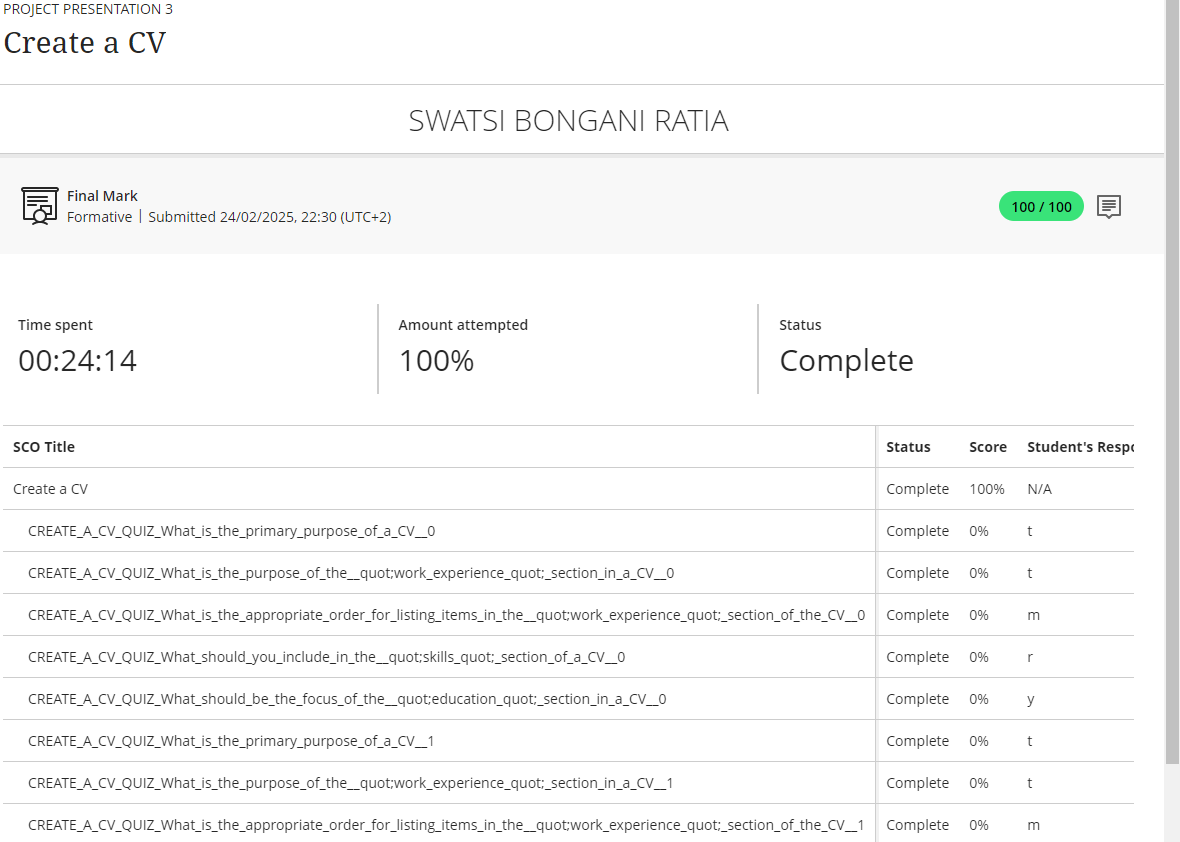 PROJECT PRESENTATION 3
Create a CV
SWATSI BONGANI RATIA
Final Mark
Formative | Submitted 24/02/2025, 22:30 (UTC+2)
100 / 100
Time spent
00:24:14
Amount attempted
100%
Status
Complete
SCO Title Status Score Student's Respo
Create a CV Complete 100% N/A
CREATE_A_CV_QUIZ_What_is_the_primary_purpose_of_a_CV__0 Complete 0% t
CREATE_A_CV_QUIZ_What_is_the_purpose_of_the__quot;work_experience_quot;_section_in_a_CV__0 Complete 0% t
CREATE_A_CV_QUIZ_What_is_the_appropriate_order_for_listing_items_in_the__quot;work_experience_quot;_section_of_the_CV__0 Complete 0% m
CREATE_A_CV_QUIZ_What_should_you_include_in_the__quot;skills_quot;_section_of_a_CV__0 Complete 0% r
CREATE_A_CV_QUIZ_What_should_be_the_focus_of_the__quot;education_quot;_section_in_a_CV__0 Complete 0% y
CREATE_A_CV_QUIZ_What_is_the_primary_purpose_of_a_CV__1 Complete 0% t
CREATE_A_CV_QUIZ_What_is_the_purpose_of_the__quot;work_experience_quot;_section_in_a_CV__1 Complete 0% t
CREATE_A_CV_QUIZ_What_is_the_appropriate_order_for_listing_items_in_the__quot;work_experience_quot;_section_of_the_CV__1 Complete 0% m